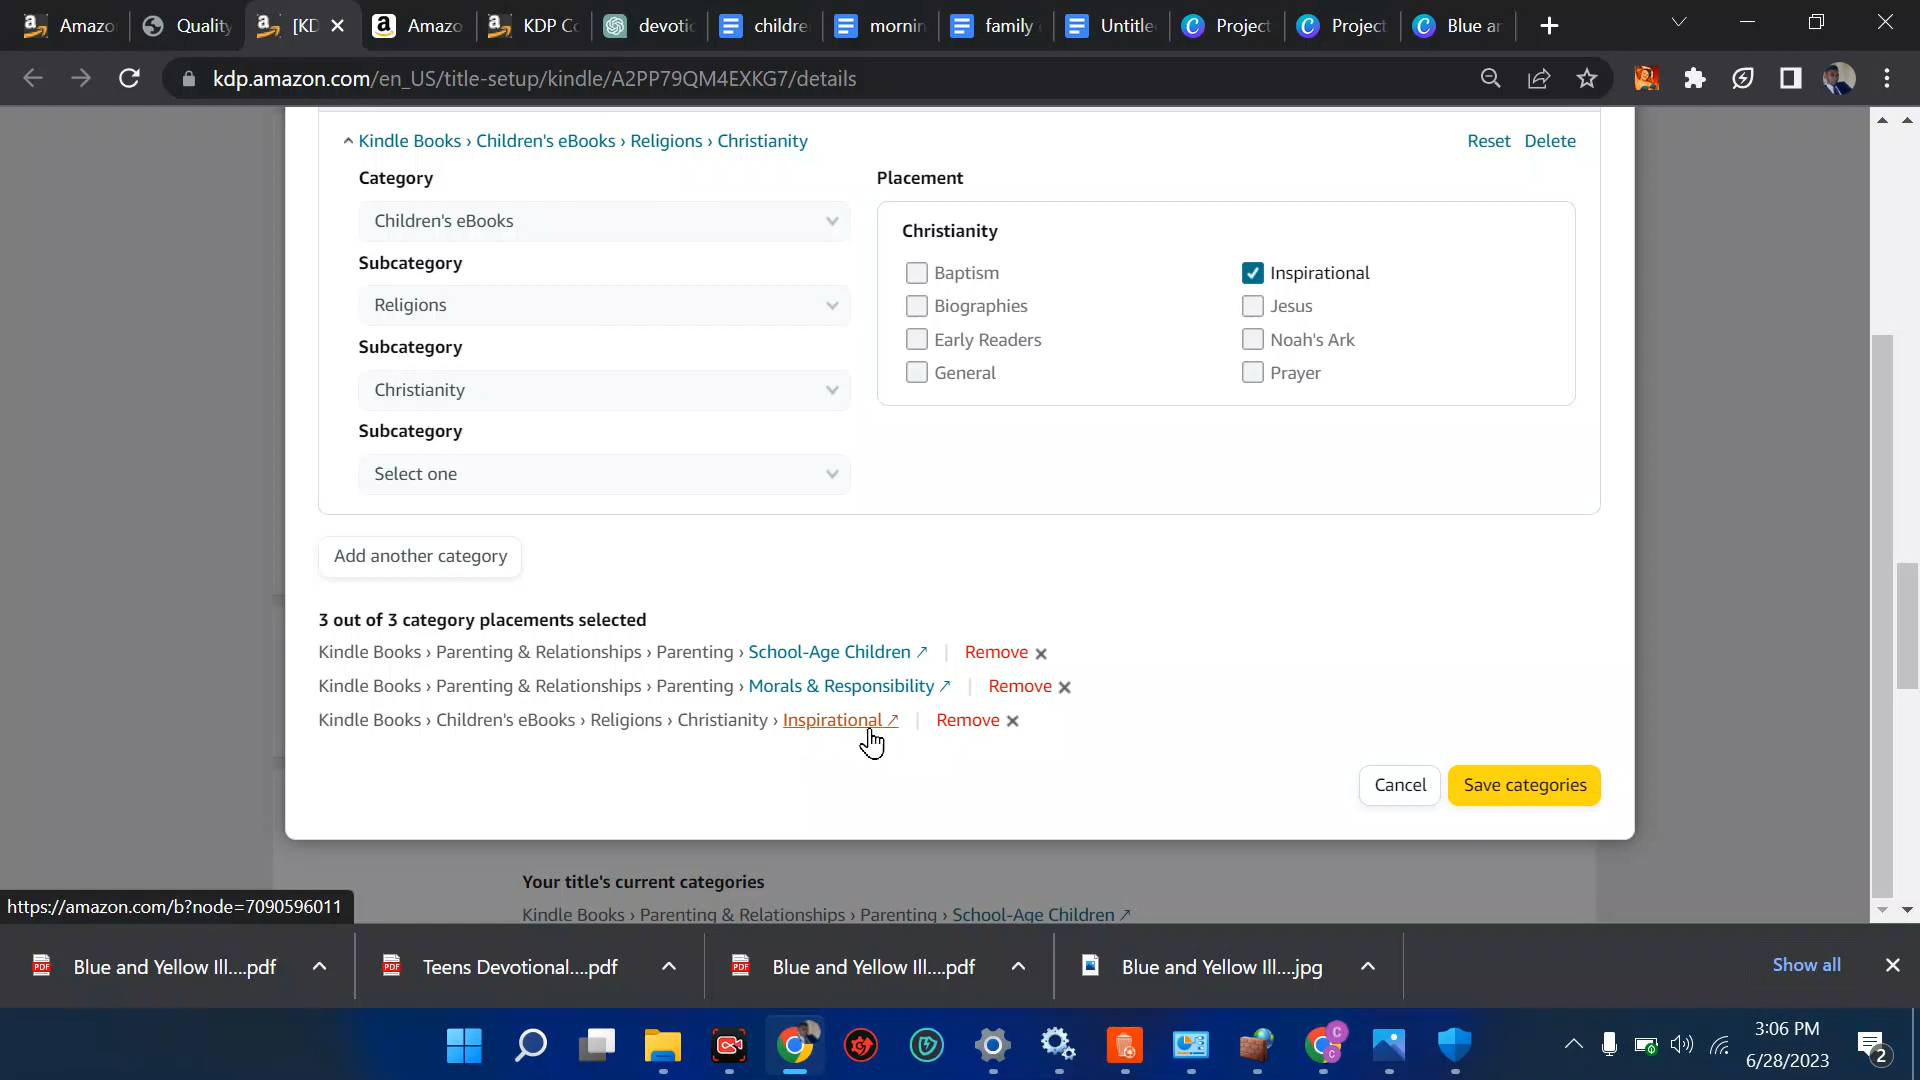 Amazo
Quality
[KD
Amazo
KDP Co
devotio
childre
mornin
family
Untitle
Project
Project
Blue ar
kdp.amazon.com/en_US/title-setup/kindle/A2PP79QM4EXKG7/details
Kindle Books › Children's eBooks › Religions › Christianity
Reset Delete
Category
Children's eBooks
Subcategory
Religions
Subcategory
Christianity
Subcategory
Select one
Placement
Christianity
Baptism
Inspirational
Biographies
Jesus
Early Readers
Noah's Ark
General
Prayer
Add another category
3 out of 3 category placements selected
Kindle Books › Parenting & Relationships › Parenting › School-Age Children | Remove
Kindle Books › Parenting & Relationships › Parenting › Morals & Responsibility | Remove
Kindle Books › Children's eBooks › Religions › Christianity › Inspirational | Remove
Cancel
Save categories
Your title's current categories
Kindle Books › Parenting & Relationships › Parenting › School-Age Children
https://amazon.com/b?node=7090596011
Blue and Yellow Ill....pdf
Teens Devotional....pdf
Blue and Yellow Ill....pdf
Blue and Yellow Ill....jpg
Show all
3:06 PM
6/28/2023
2